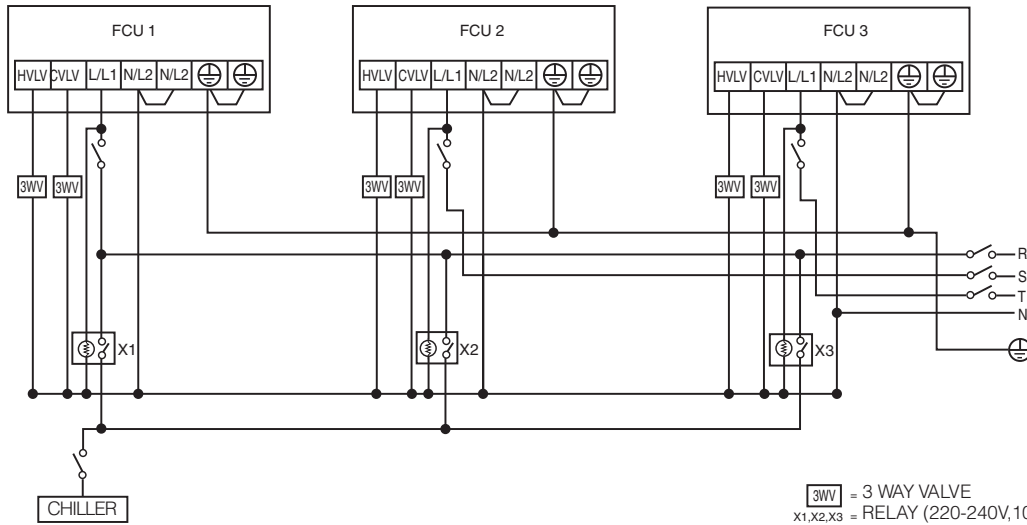 FCU 1
FCU 2
FCU 3
HVLV CVLV L/L1 N/L2 N/L2
HVLV CVLV L/L1 N/L2 N/L2
HVLV CVLV L/L1 N/L2 N/L2
3WV 3WV
3WV 3WV
3WV 3WV
R
S
T
N
X1
X2
X3
CHILLER
3WV = 3 WAY VALVE
X1,X2,X3 = RELAY (220-240V,10